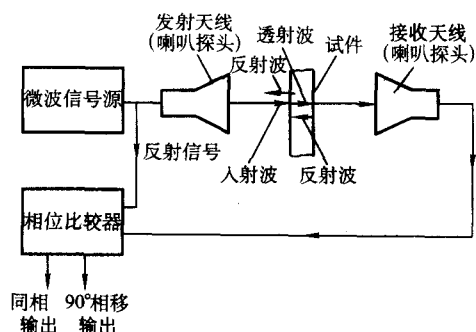 发射天线
(喇叭探头)
透射波
反射波
试件
接收天线
(喇叭探头)
微波信号源
反射信号
入射波
反射波
相位比较器
同相
输出
90°相移
输出